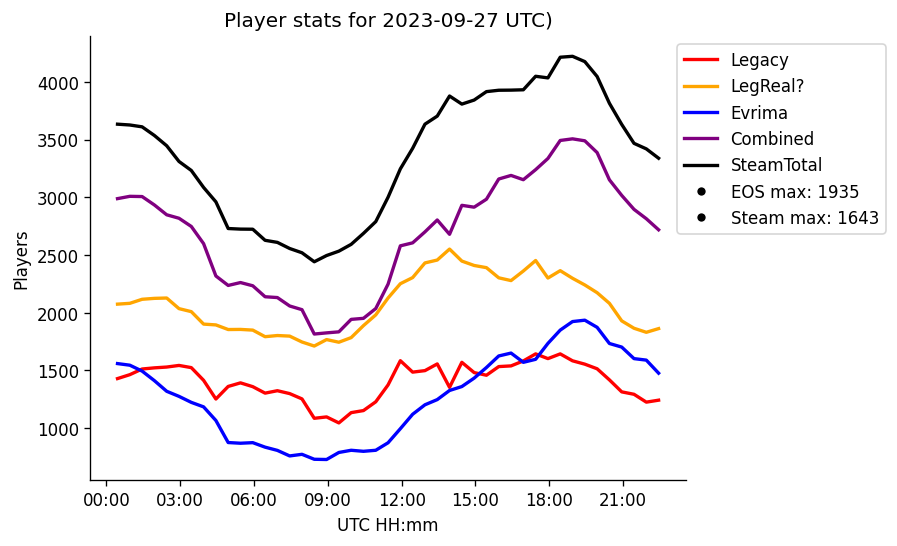 Player stats for 2023-09-27 UTC)
Legacy
LegReal?
Evrima
Combined
SteamTotal
EOS max: 1935
Steam max: 1643
4000
3500
3000
2500
2000
1500
1000
Players
00:00 03:00 06:00 09:00 12:00 15:00 18:00 21:00
UTC HH:mm